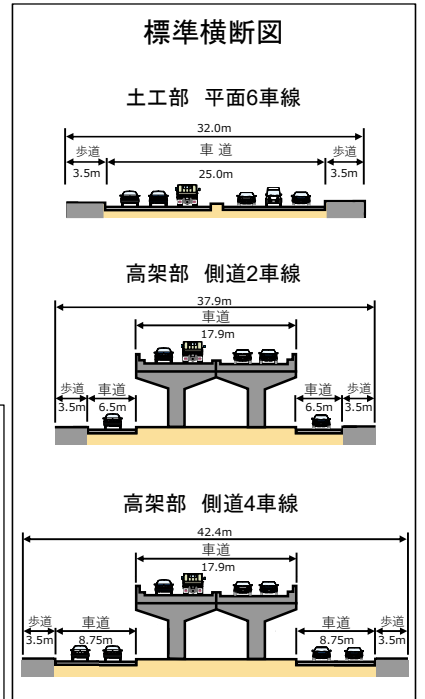 標準横断図
土工部 平面6車線
32.0m
歩道 車道 歩道
3.5m 25.0m 3.5m
高架部 側道2車線
37.9m
車道
17.9m
歩道 車道 車道 歩道
3.5m 6.5m 6.5m 3.5m
高架部 側道4車線
42.4m
車道
17.9m
歩道 車道 車道 歩道
3.5m 8.75m 8.75m 3.5m